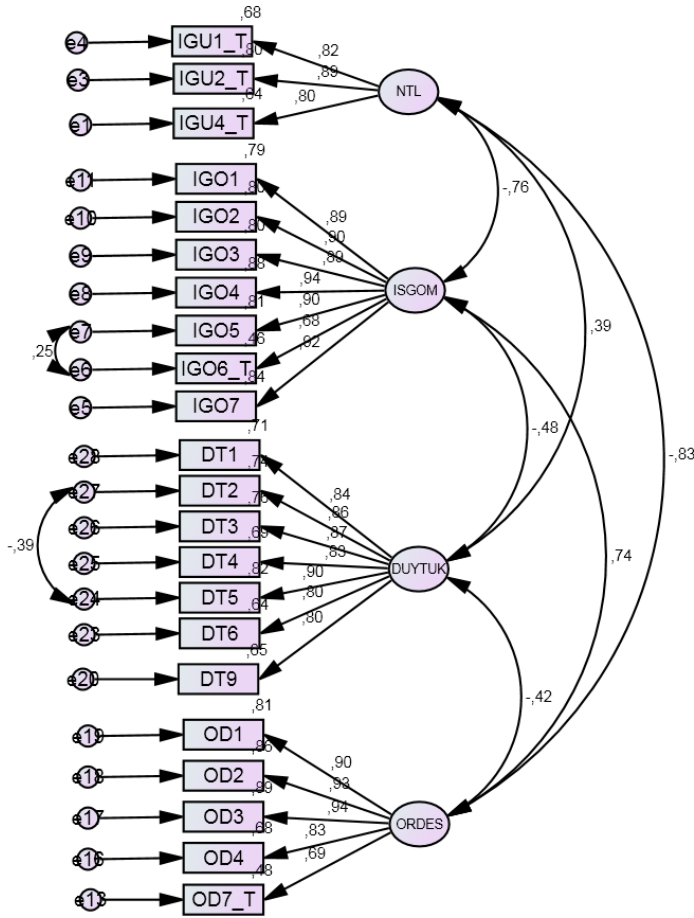 ,68
e4 IGU1_T ,82
,80
e3 IGU2_T ,89
NTL
,64
e1 IGU4_T ,80
,79
e11 IGO1
-,76
,80
e10 IGO2 ,89
,80
e9 IGO3 ,90
,89
,88
e8 IGO4 ,94
ISGOM
,81
e7 IGO5 ,90
,39
,25
,46
e6 IGO6_T ,68
,84
e5 IGO7 ,92
,71
-,48
e28 DT1
-,83
,74
e27 DT2 ,84
,76
e26 DT3 ,86
,87
-,39
,69
e25 DT4 ,83
,74
DUYTUK
,82
e24 DT5 ,90
,64
e23 DT6 ,80
,80
,65
e20 DT9
-,42
,81
e19 OD1
,86
e18 OD2 ,90
,93
,89
e17 OD3 ,94
ORDES
,68
e16 OD4 ,83
,69
,48
e13 OD7_T